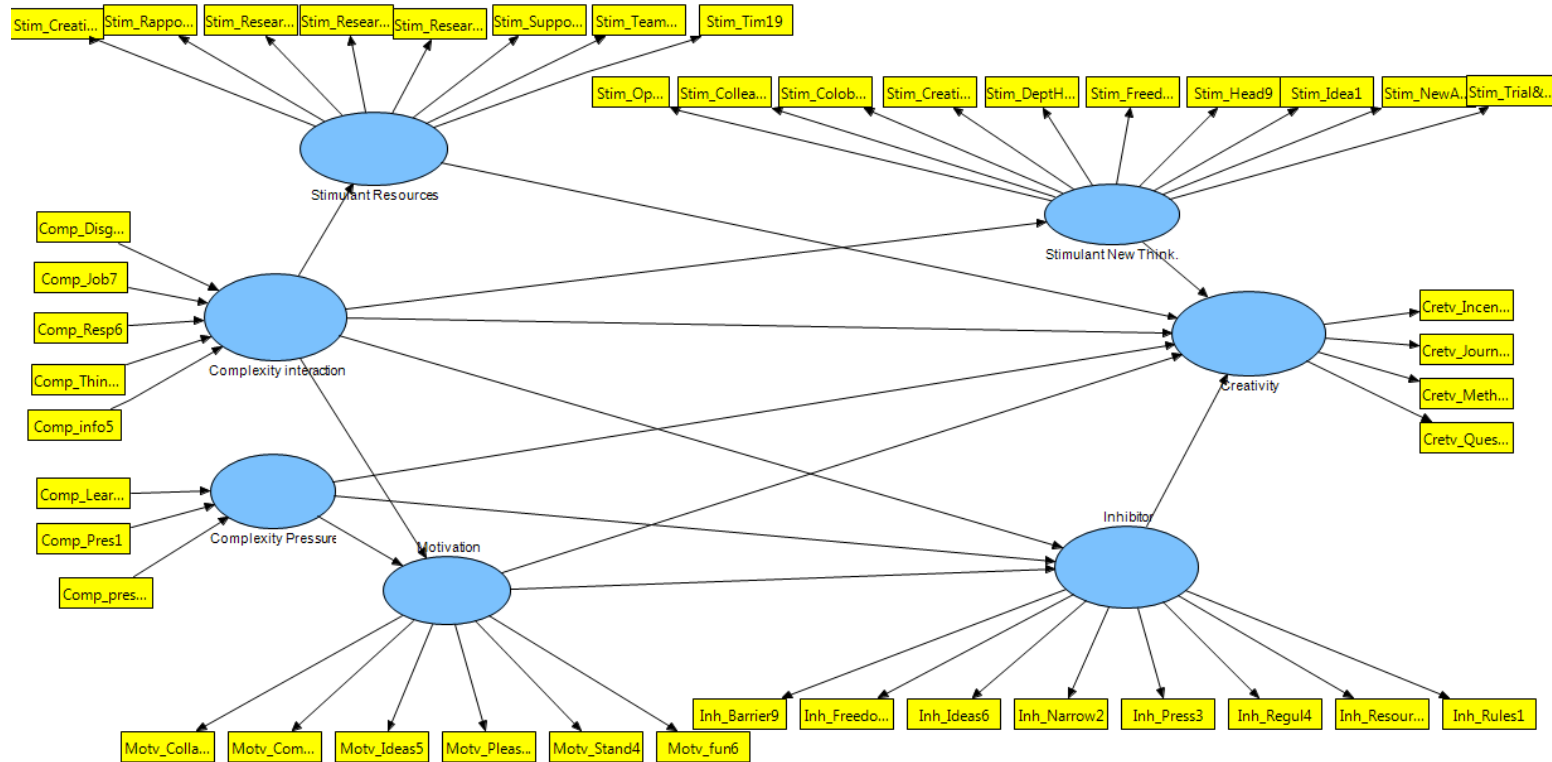 Stim_Creati...
Stim_Rappo...
Stim_Resear...
Stim_Resear...
Stim_Resear...
Stim_Suppo...
Stim_Team...
Stim_Tim19
Stim_Op...
Stim_Collea...
Stim_Colob...
Stim_Creati...
Stim_DeptH...
Stim_Freed...
Stim_Head9
Stim_Idea1
Stim_NewA...
Stim_Trial&...
Stimulant Resources
Stimulant New Think.
Comp_Disg...
Comp_Job7
Comp_Resp6
Comp_Thin...
Comp_info5
Complexity interaction
Creativity
Cretv_Incen...
Cretv_Journ...
Cretv_Meth...
Cretv_Ques...
Comp_Lear...
Comp_Pres1
Comp_pres...
Complexity Pressure
Motivation
Inhibitor
Motv_Colla...
Motv_Com...
Motv_Ideas5
Motv_Pleas...
Motv_Stand4
Motv_fun6
Inh_Barrier9
Inh_Freedo...
Inh_Ideas6
Inh_Narrow2
Inh_Press3
Inh_Regul4
Inh_Resour...
Inh_Rules1